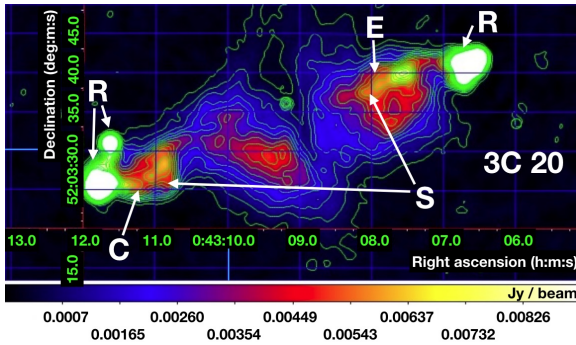 Declination (deg:m:s)
45.0
40.0
35.0
52:03:30.0
25.0
15.0
E
R
R
3C 20
S
C
13.0 12.0 11.0 0:43:10.0 09.0 08.0 07.0 06.0
Right ascension (h:m:s)
Jy / beam
0.0007 0.00260 0.00449 0.00637 0.00826
0.00165 0.00354 0.00543 0.00732